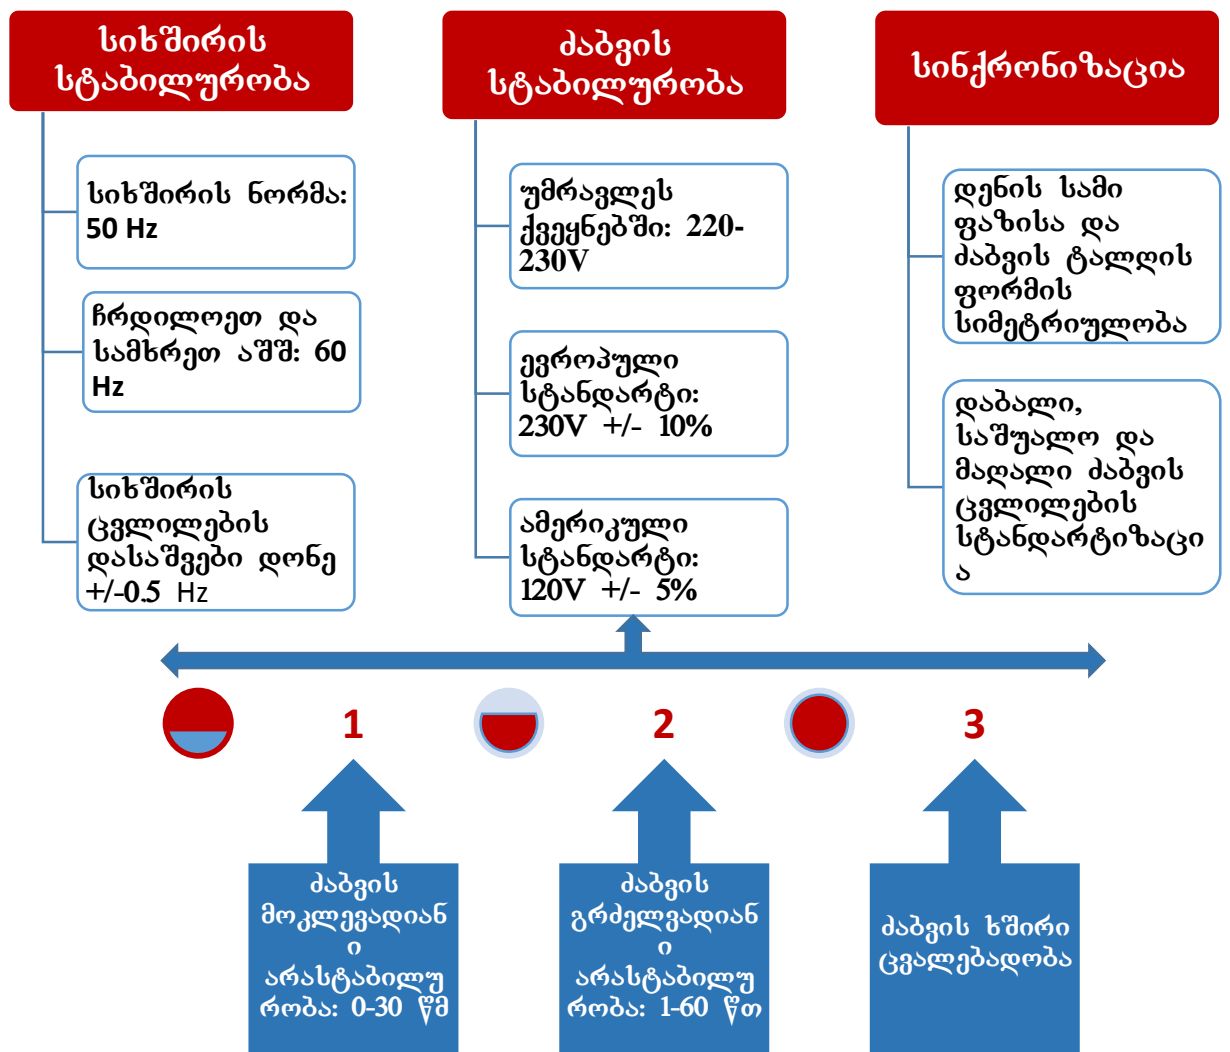 სიხშირის
სტაბილურობა
სიხშირის ნორმა:
50 Hz
ჩრდილოეთ და
სამხრეთ აშშ: 60
Hz
სიხშირის
ცვლილების
დასაშვები დონე
+/-0.5 Hz
ძაბვის
სტაბილურობა
უმრავლეს
ქვეყნებში: 220-
230V
ევროპული
სტანდარტი:
230V +/- 10%
ამერიკული
სტანდარტი:
120V +/- 5%
სინქრონიზაცია
დენის სამი
ფაზისა და
ძაბვის ტალღის
ფორმის
სიმეტრიულობა
დაბალი,
საშუალო და
მაღალი ძაბვის
ცვლილების
სტანდარტიზაცი
ა
1
2
3
ძაბვის
მოკლევადიან
ი
არასტაბილუ
რობა: 0-30 წმ
ძაბვის
გრძელვადიან
ი
არასტაბილუ
რობა: 1-60 წთ
ძაბვის ხშირი
ცვალებადობა